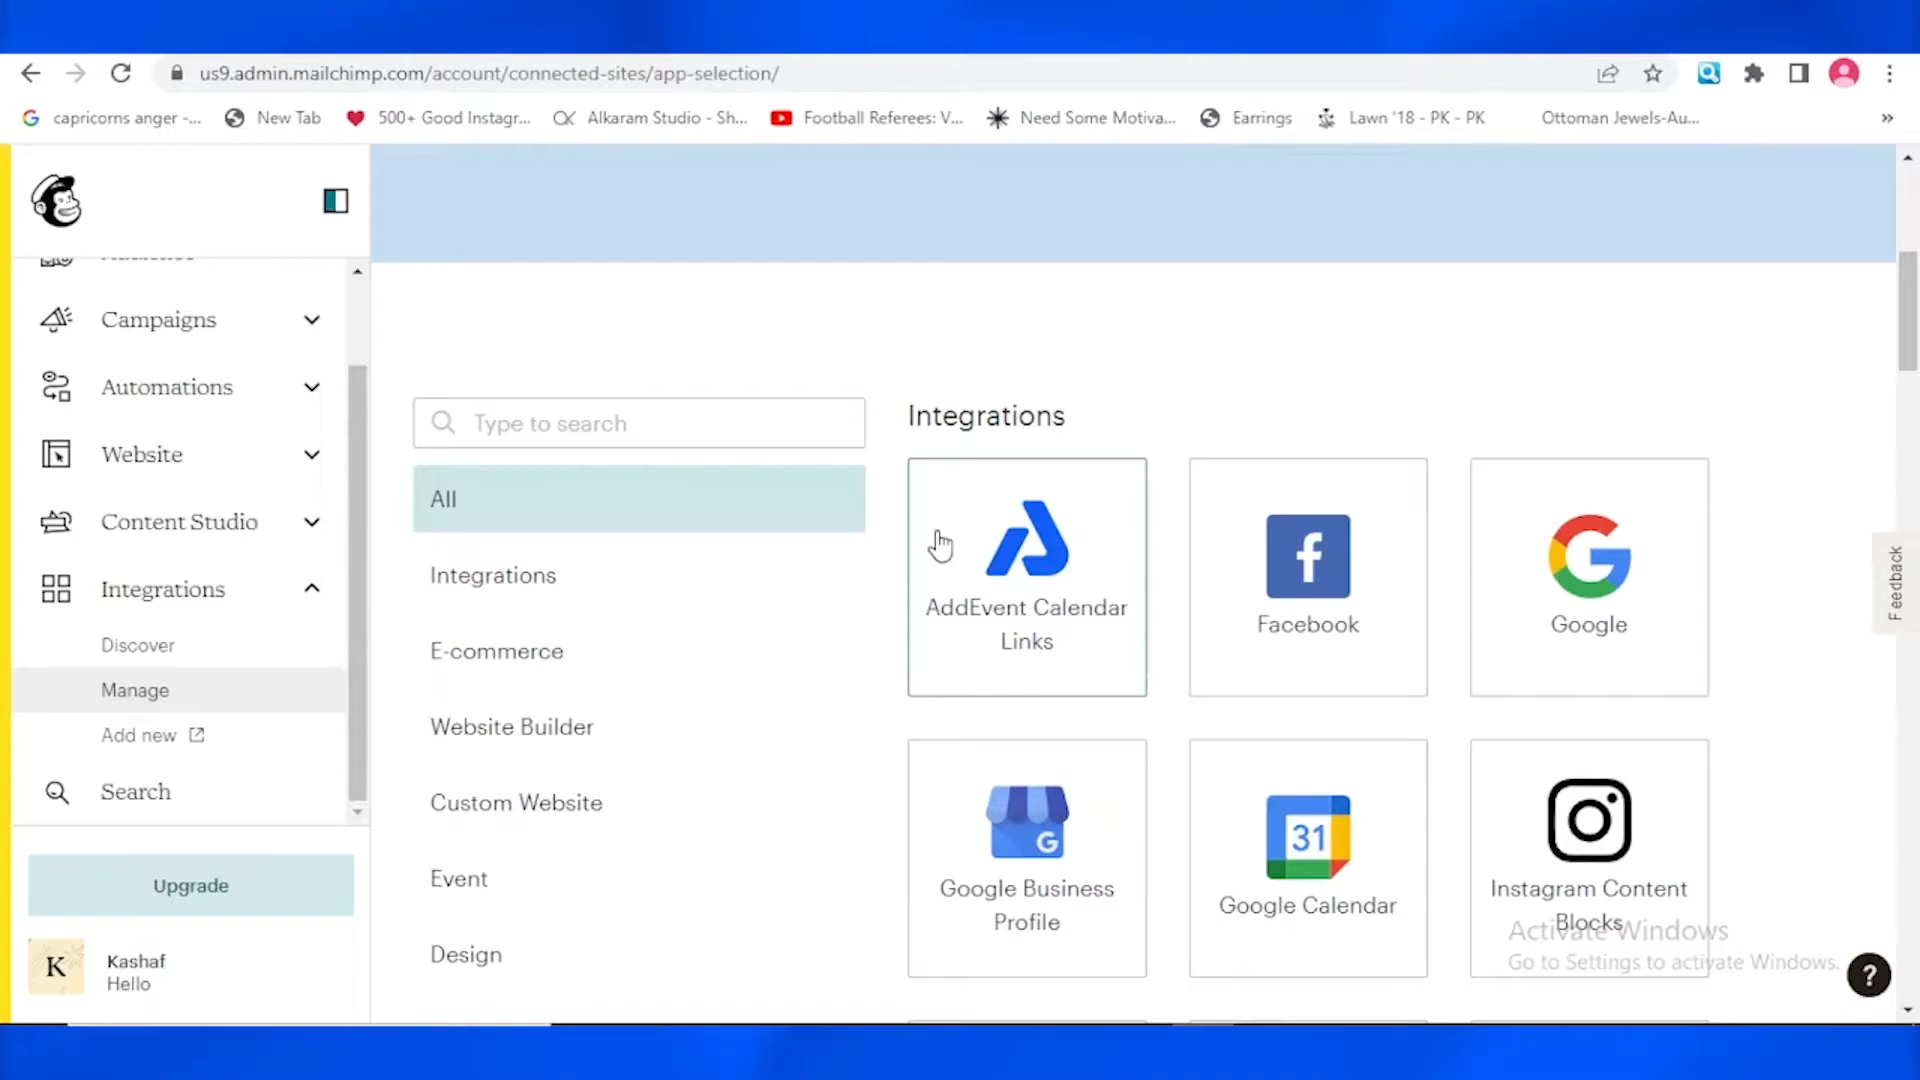 us9.admin.mailchimp.com/account/connected-sites/app-selection/
capricorns anger -... New Tab 500+ Good Instagr... Alkaram Studio - Sh... Football Referees: V... Need Some Motiva... Earrings Lawn '18 - PK - PK Ottoman Jewels-Au... »
Campaigns
Automations
Website
Content Studio
Integrations
Discover
Manage
Add new
Search
Upgrade
K
Kashaf
Hello
Type to search
All
Integrations
E-commerce
Website Builder
Custom Website
Event
Design
Integrations
AddEvent Calendar
Links
Facebook
Google
Google Business
Profile
31
Google Calendar
Instagram Content
Blocks
Activate Windows
Go to Settings to activate Windows.
Feedback
?